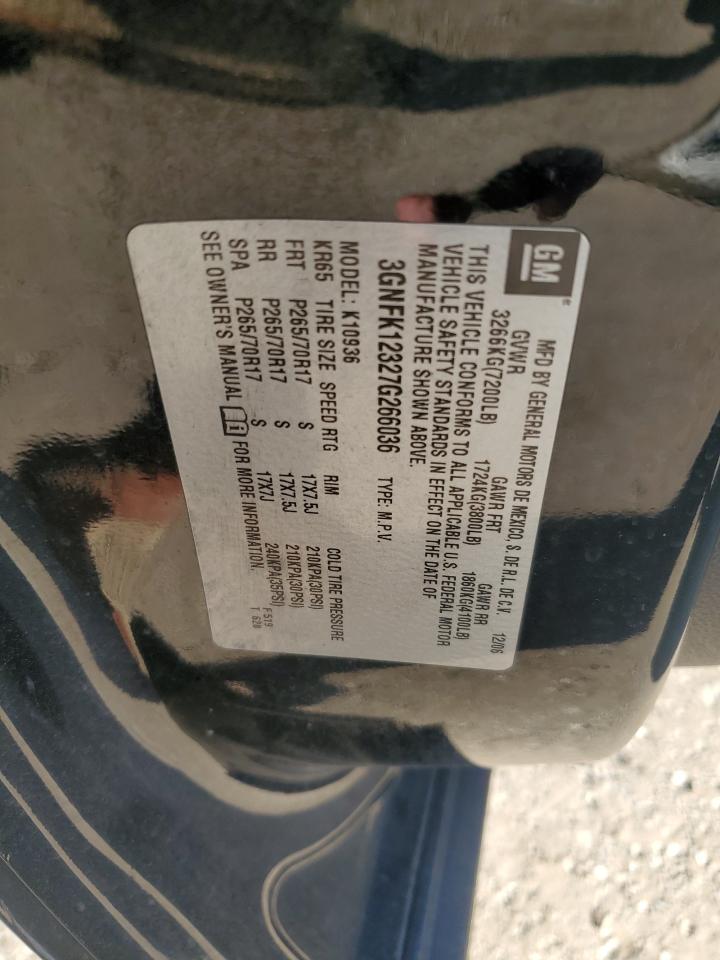 GM®
MFD BY GENERAL MOTORS DE MEXICO, S. DE R.L. DE C.V. 12/06
GVWR GAWR FRT GAWR RR
3266KG(7200LB) 1724KG(3800LB) 1860KG(4100LB)
THIS VEHICLE CONFORMS TO ALL APPLICABLE U.S. FEDERAL MOTOR
VEHICLE SAFETY STANDARDS IN EFFECT ON THE DATE OF
MANUFACTURE SHOWN ABOVE.
3GNFK12327G266036 TYPE: M.P.V.
MODEL: K10936
KR65 TIRE SIZE SPEED RTG RIM COLD TIRE PRESSURE
FRT P265/70R17 S 17X7.5J 210KPA(30PSI)
RR P265/70R17 S 17X7.5J 210KPA(30PSI)
SPA P265/70R17 S 17X7J 240KPA(35PSI)
SEE OWNER'S MANUAL FOR MORE INFORMATION.
F519
T 628